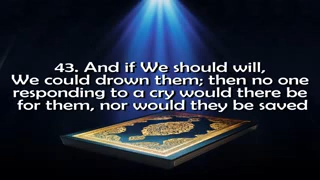 43. And if We should will,
We could drown them; then no one
responding to a cry would there be
for them, nor would they be saved